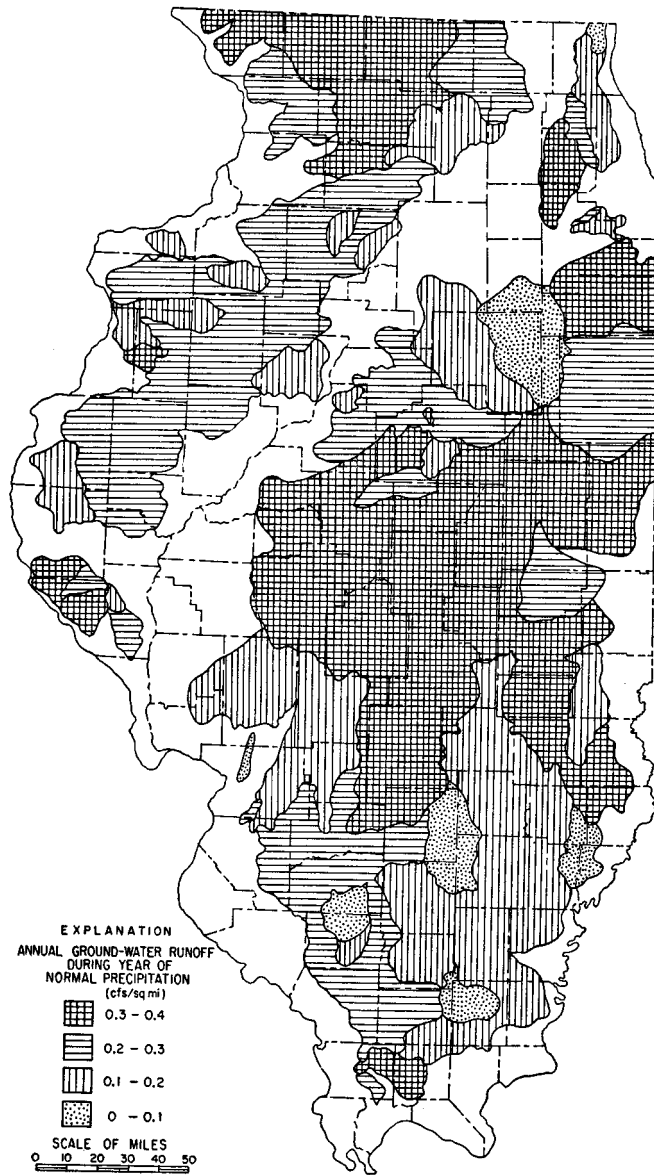 EXPLANATION
ANNUAL GROUND-WATER RUNOFF
DURING YEAR OF
NORMAL PRECIPITATION
(cfs/sq mi)
0.3 – 0.4
0.2 – 0.3
0.1 – 0.2
0 – 0.1
SCALE OF MILES
0 10 20 30 40 50